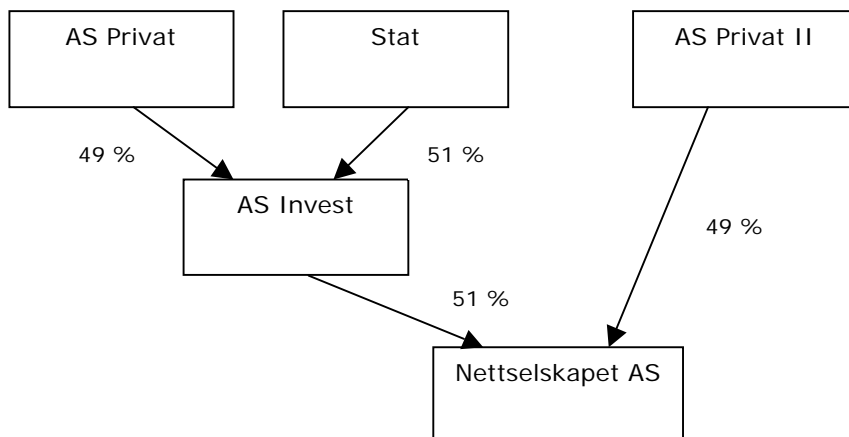 AS Privat
Stat
AS Privat II
49 %
51 %
AS Invest
49 %
51 %
Nettselskapet AS